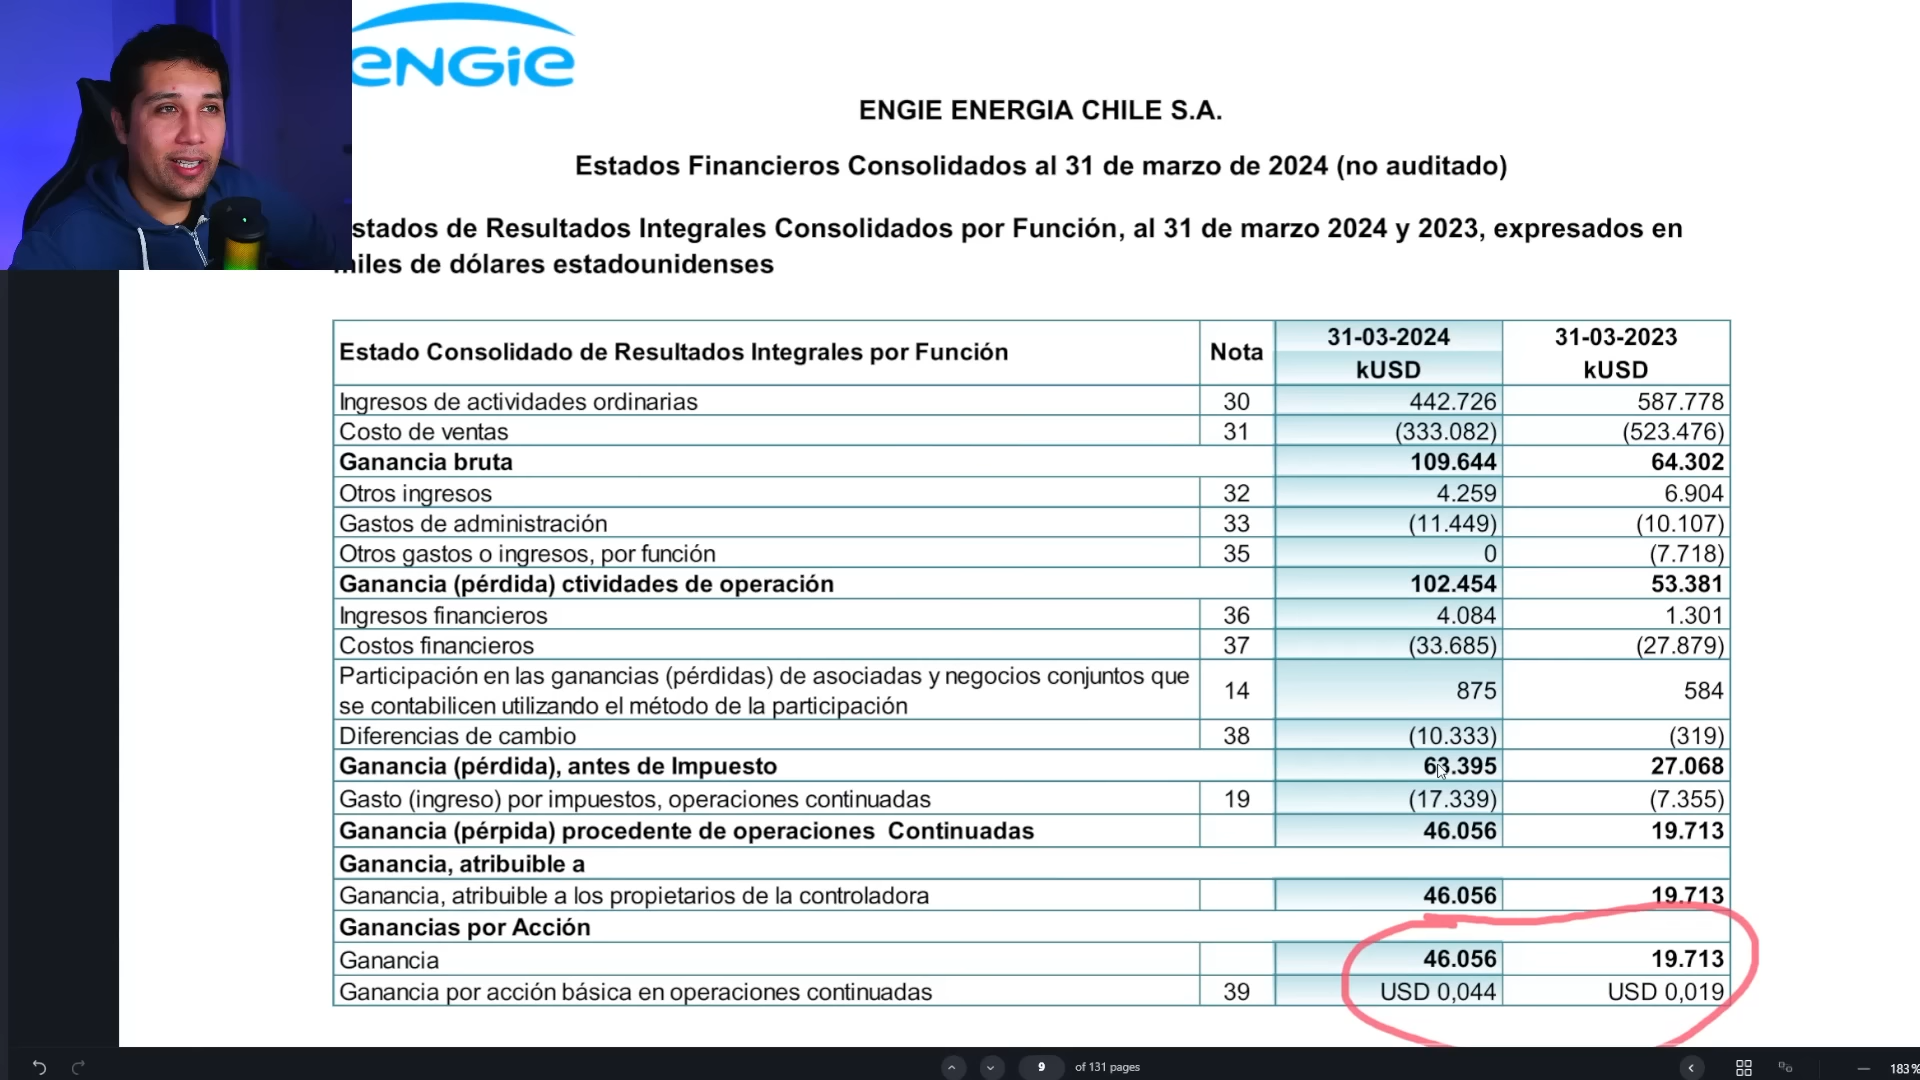 ENGIE
ENGIE ENERGIA CHILE S.A.
Estados Financieros Consolidados al 31 de marzo de 2024 (no auditado)
stados de Resultados Integrales Consolidados por Función, al 31 de marzo 2024 y 2023, expresados en
miles de dólares estadounidenses
Estado Consolidado de Resultados Integrales por Función Nota 31-03-2024 kUSD 31-03-2023 kUSD
Ingresos de actividades ordinarias 30 442.726 587.778
Costo de ventas 31 (333.082) (523.476)
Ganancia bruta 109.644 64.302
Otros ingresos 32 4.259 6.904
Gastos de administración 33 (11.449) (10.107)
Otros gastos o ingresos, por función 35 0 (7.718)
Ganancia (pérdida) ctividades de operación 102.454 53.381
Ingresos financieros 36 4.084 1.301
Costos financieros 37 (33.685) (27.879)
Participación en las ganancias (pérdidas) de asociadas y negocios conjuntos que
se contabilicen utilizando el método de la participación 14 875 584
Diferencias de cambio 38 (10.333) (319)
Ganancia (pérdida), antes de Impuesto 63.395 27.068
Gasto (ingreso) por impuestos, operaciones continuadas 19 (17.339) (7.355)
Ganancia (pérpida) procedente de operaciones Continuadas 46.056 19.713
Ganancia, atribuible a
Ganancia, atribuible a los propietarios de la controladora 46.056 19.713
Ganancias por Acción
Ganancia 46.056 19.713
Ganancia por acción básica en operaciones continuadas 39 USD 0,044 USD 0,019
9 of 131 pages
183%